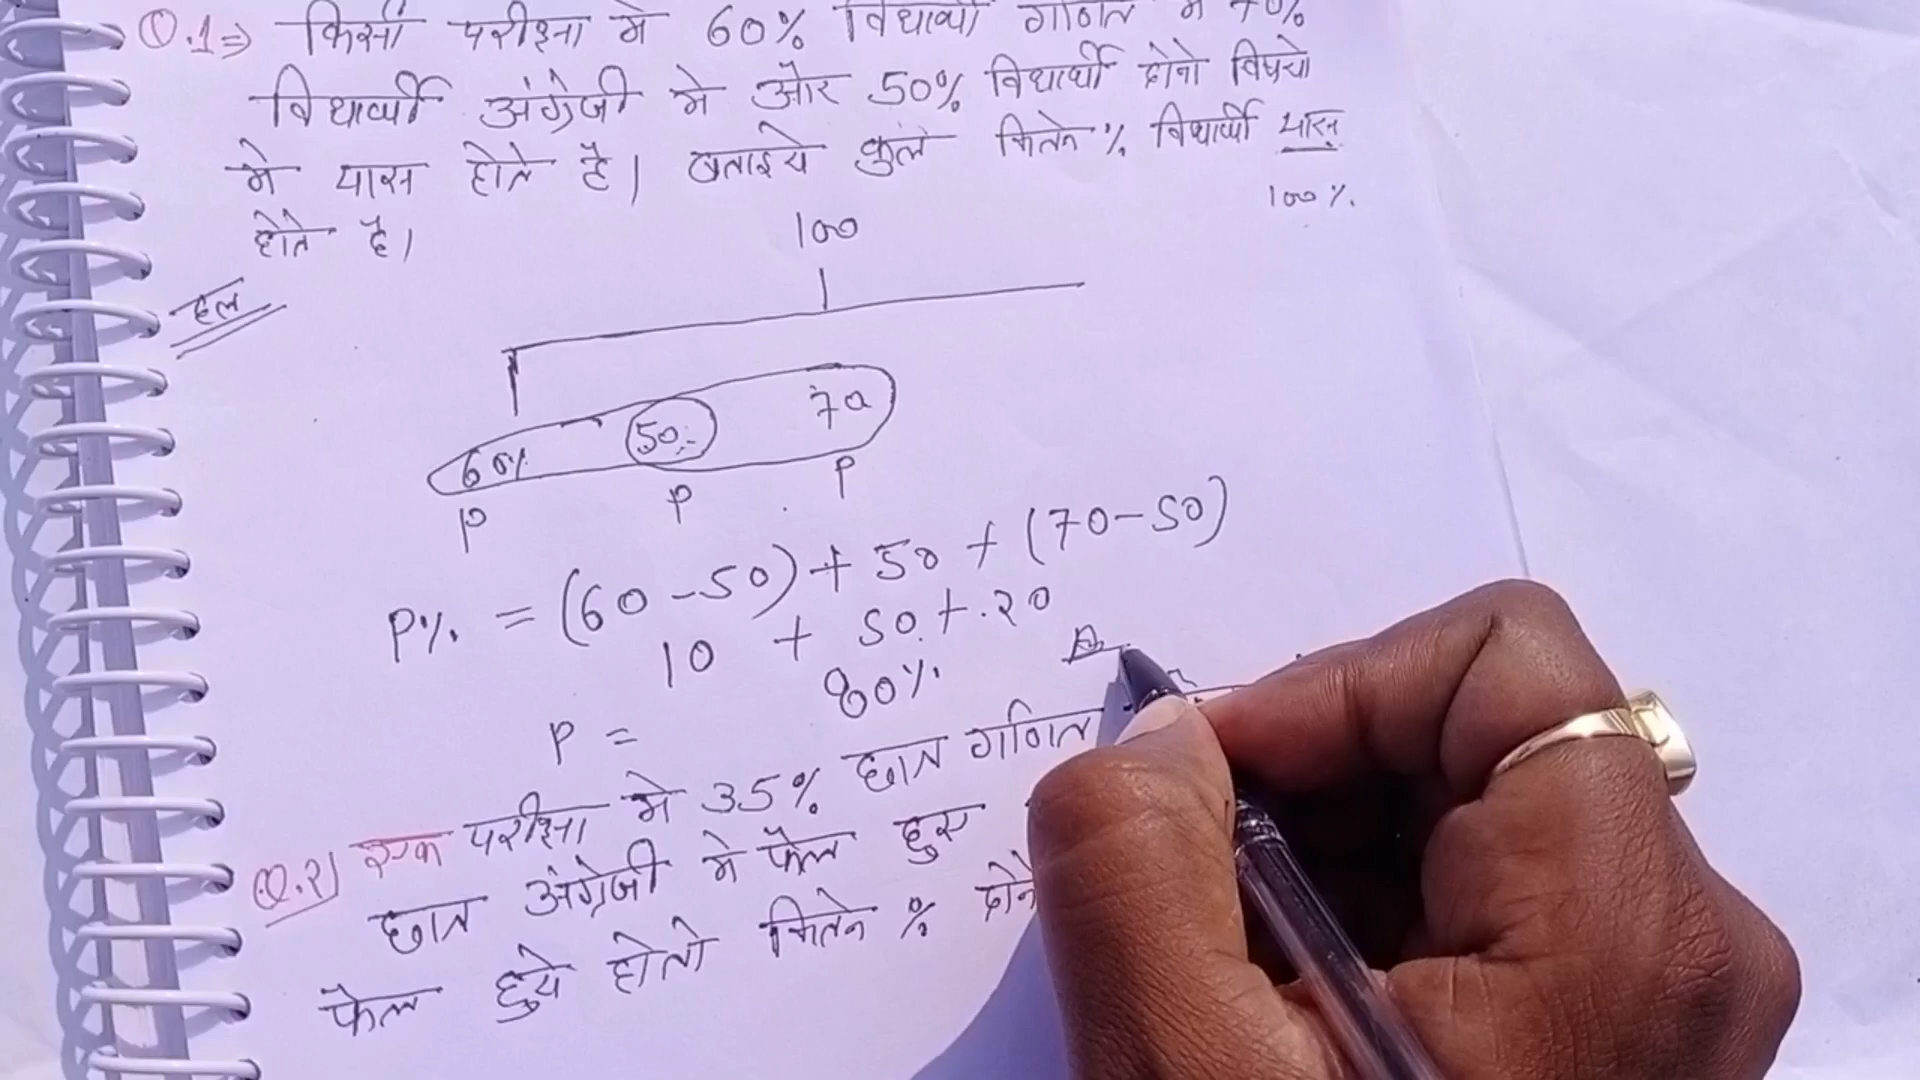 Q.1⇒ किसी परीक्षा मे 60% विद्यार्थी गणित मे 70%
विद्यार्थी अंग्रेजी मे और 50% विद्यार्थी दोनो विषयो
मे पास होते है। बताइये कुल कितने % विद्यार्थी पास
100%.
होते है।
100
हल
60% 50 70
P P P
P% = (60-50)+50+(70-50)
10 + 50+.20
P = 80%
Q.2) एक परीक्षा मे 35% छात्र गणित
छात्र अंग्रेजी मे फैल हुए
फैल हुये हो तो कितने % दोनो